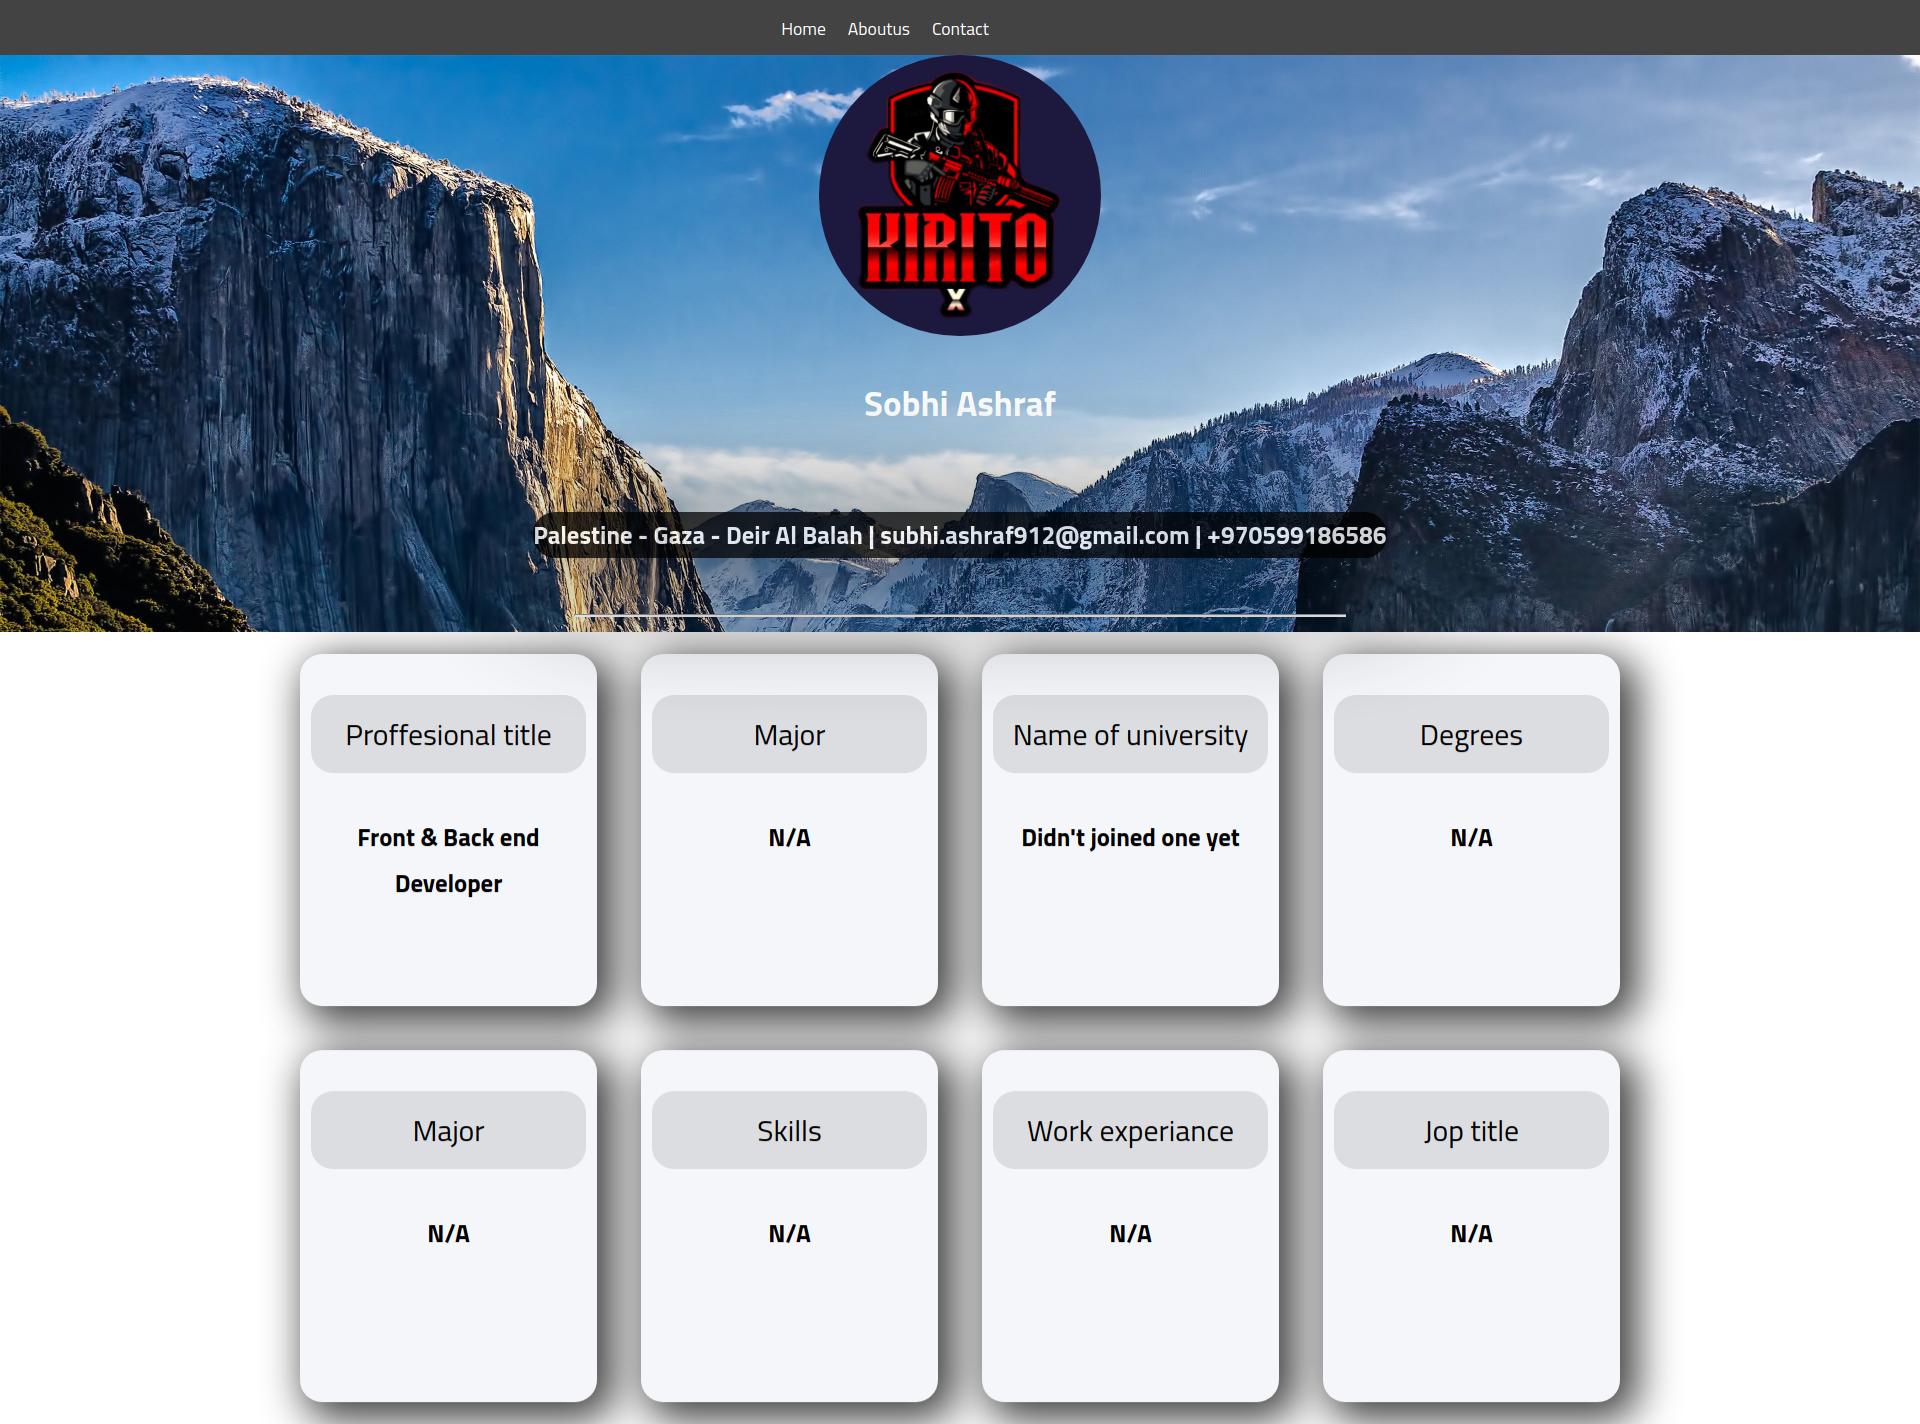 Home Aboutus Contact
KIRITO
X
Sobhi Ashraf
Palestine - Gaza - Deir Al Balah | subhi.ashraf912@gmail.com | +970599186586
Proffesional title
Front & Back end
Developer
Major
N/A
Name of university
Didn't joined one yet
Degrees
N/A
Major
N/A
Skills
N/A
Work experiance
N/A
Jop title
N/A